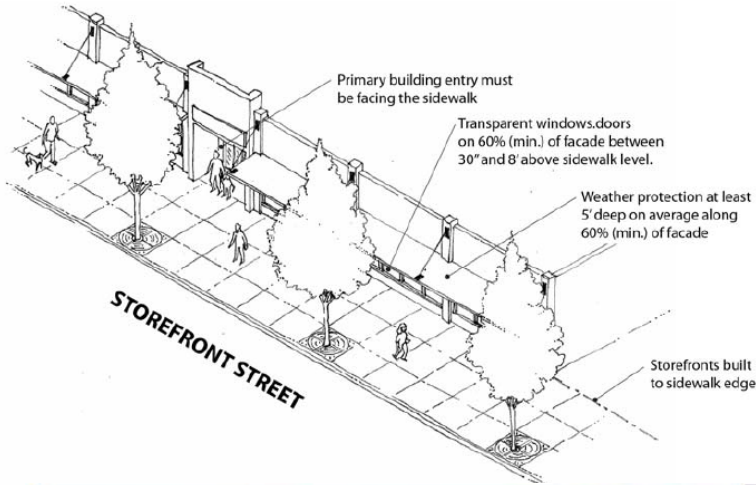 Primary building entry must
be facing the sidewalk
Transparent windows.doors
on 60% (min.) of facade between
30" and 8' above sidewalk level.
Weather protection at least
5' deep on average along
60% (min.) of facade
STOREFRONT STREET
Storefronts built
to sidewalk edge